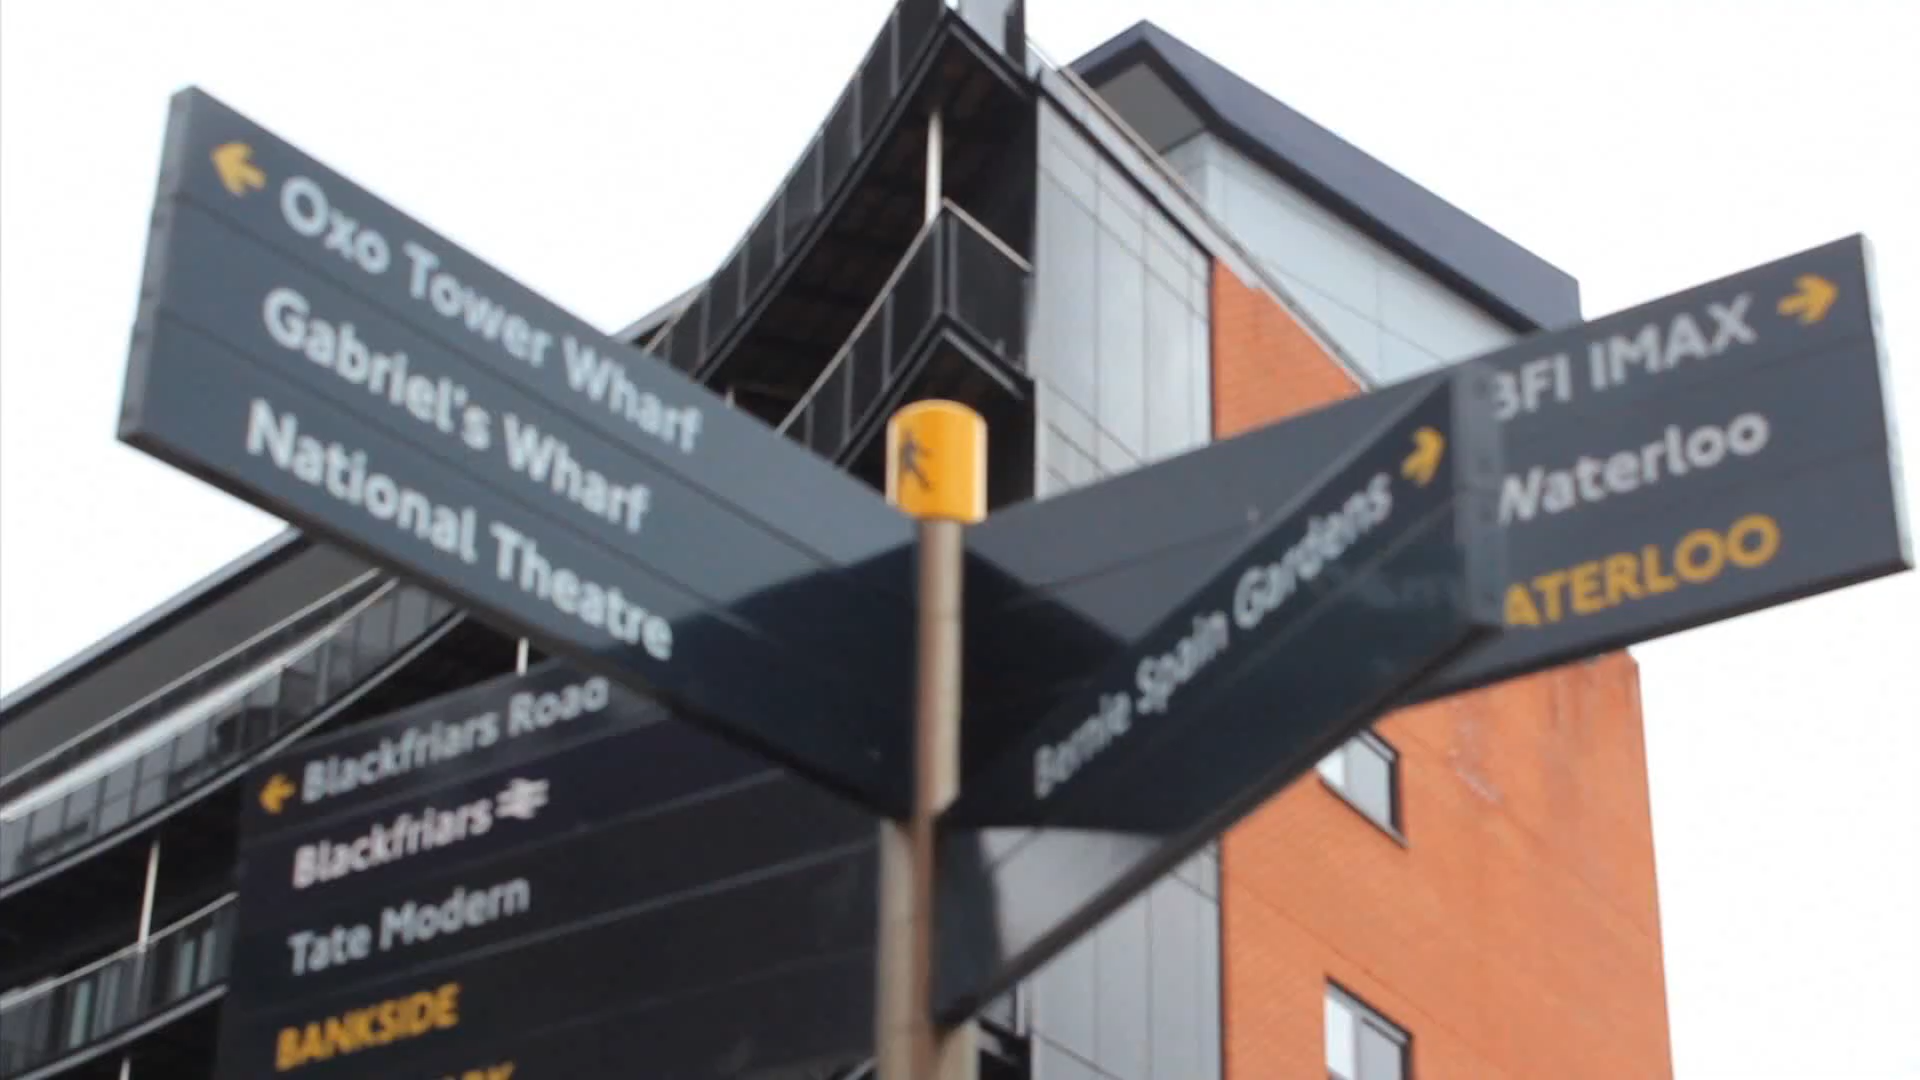 Oxo Tower Wharf
Gabriel's Wharf
National Theatre
BFI IMAX
Waterloo
WATERLOO
Bernie Spain Gardens
Blackfriars Road
Blackfriars
Tate Modern
BANKSIDE